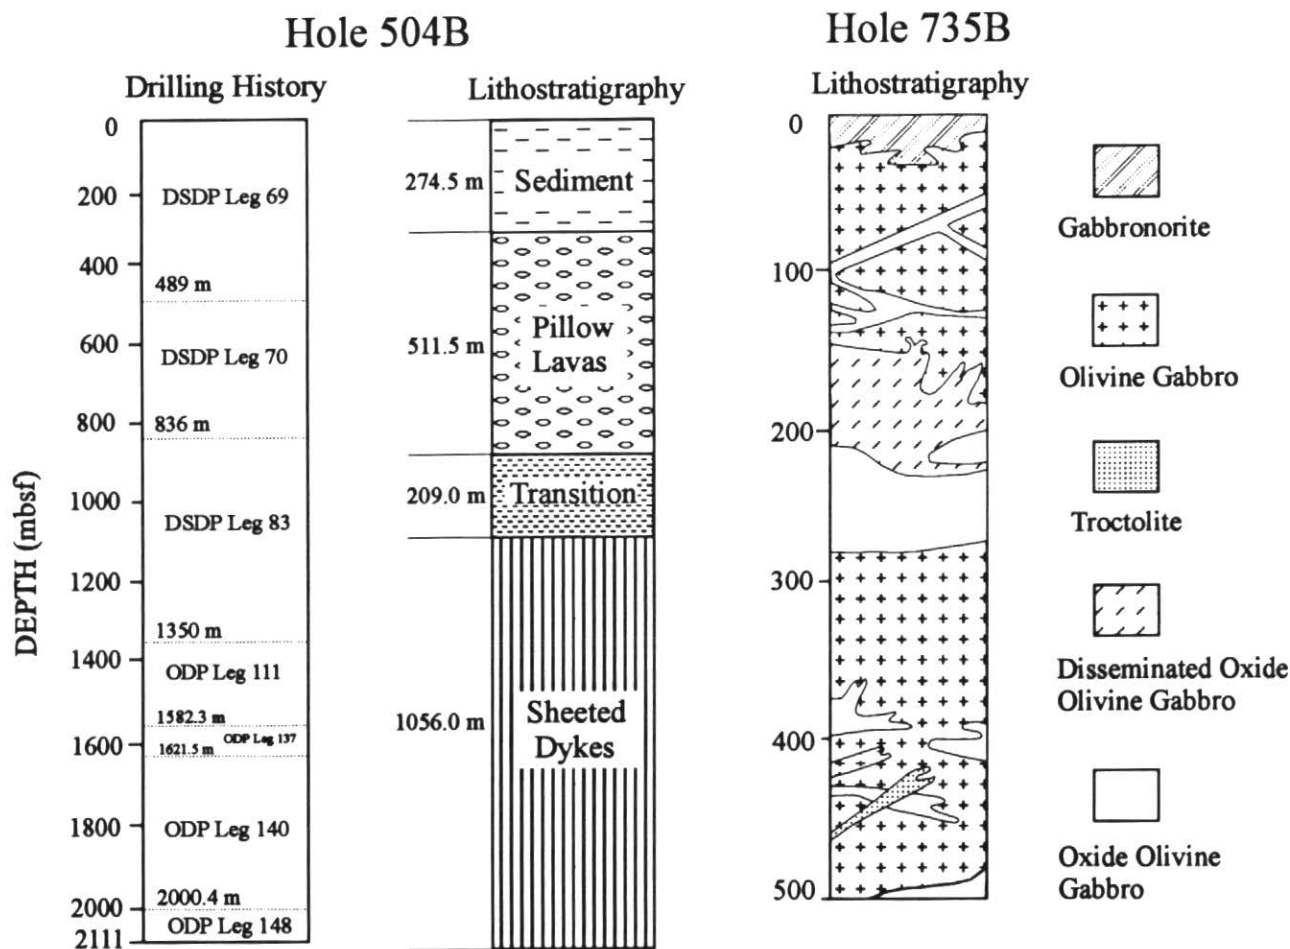 Hole 504B
Drilling History
Lithostratigraphy
DEPTH (mbsf)
0
200
400
600
800
1000
1200
1400
1600
1800
2000
2111
DSDP Leg 69
489 m
DSDP Leg 70
836 m
DSDP Leg 83
1350 m
ODP Leg 111
1582.3 m
ODP Leg 137
1621.5 m
ODP Leg 140
2000.4 m
ODP Leg 148
274.5 m
Sediment
511.5 m
Pillow
Lavas
209.0 m
Transition
1056.0 m
Sheeted
Dykes
Hole 735B
Lithostratigraphy
0
100
200
300
400
500
Gabbronorite
Olivine Gabbro
Troctolite
Disseminated Oxide
Olivine Gabbro
Oxide Olivine
Gabbro